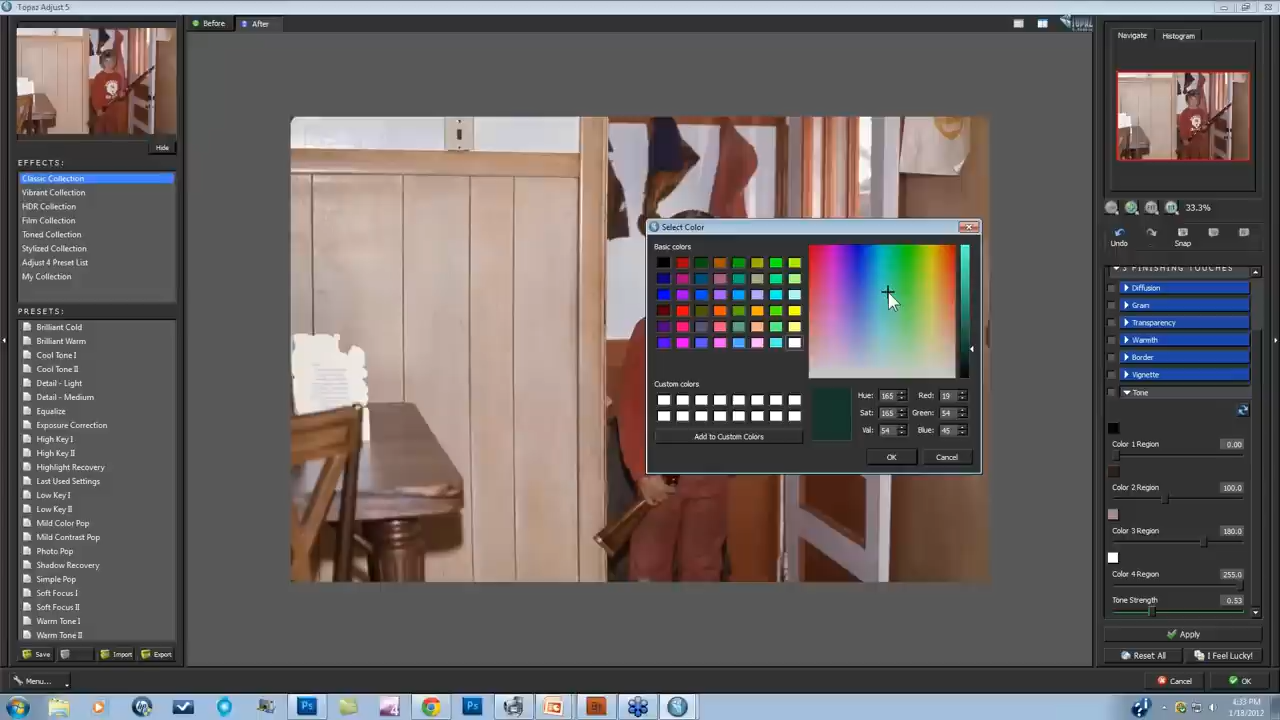 Topaz Adjust 5
Before
After
TOPAZ
Navigate
Histogram
Hide
EFFECTS:
Classic Collection
Vibrant Collection
HDR Collection
Film Collection
Toned Collection
Stylized Collection
Adjust 4 Preset List
My Collection
PRESETS:
Brilliant Cold
Brilliant Warm
Cool Tone I
Cool Tone II
Detail - Light
Detail - Medium
Equalize
Exposure Correction
High Key I
High Key II
Highlight Recovery
Last Used Settings
Low Key I
Low Key II
Mild Color Pop
Mild Contrast Pop
Photo Pop
Shadow Recovery
Simple Pop
Soft Focus I
Soft Focus II
Warm Tone I
Warm Tone II
Save
Import
Export
Menu...
Select Color
Basic colors
Custom colors
Add to Custom Colors
Hue: 165 Red: 19
Sat: 165 Green: 54
Val: 54 Blue: 45
OK
Cancel
33.3%
Undo
Snap
3 FINISHING TOUCHES
Diffusion
Grain
Transparency
Warmth
Border
Vignette
Tone
Color 1 Region 0.00
Color 2 Region 100.0
Color 3 Region 180.0
Color 4 Region 255.0
Tone Strength 0.53
Apply
Reset All
I Feel Lucky!
Cancel
OK
4:33 PM
1/18/2012